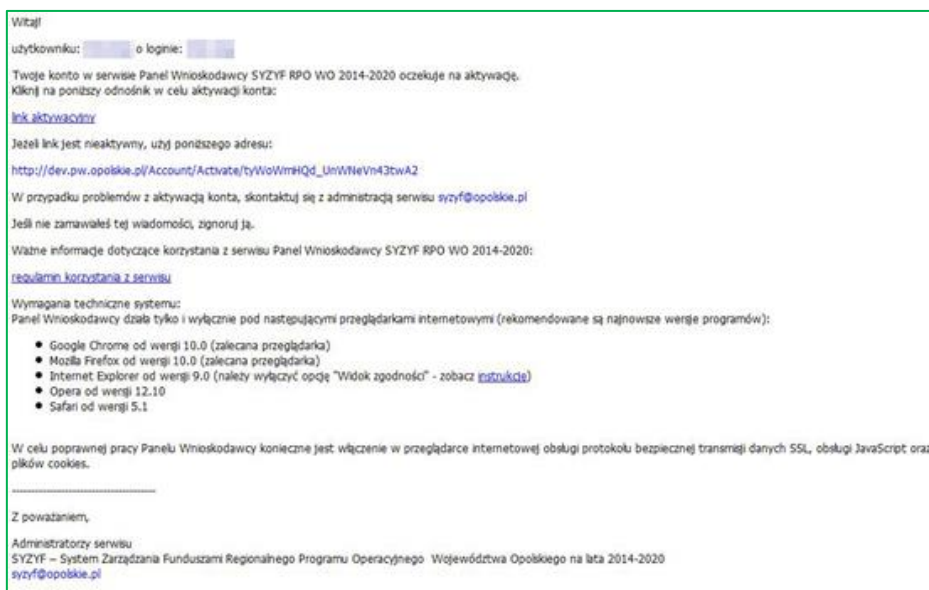 Witaj!
użytkowniku: o loginie:
Twoje konto w serwisie Panel Wnioskodawcy SYZYF RPO WO 2014-2020 oczekuje na aktywację.
Kliknij na poniższy odnośnik w celu aktywacji konta:
link aktywacyjny
Jeżeli link jest nieaktywny, użyj poniższego adresu:
http://dev.pw.opolskie.pl/Account/Activate/tyWoWmHQd_UnWNeVn43twA2
W przypadku problemów z aktywacją konta, skontaktuj się z administracją serwisu syzyf@opolskie.pl
Jeśli nie zamawiałeś tej wiadomości, zignoruj ją.
Ważne informacje dotyczące korzystania z serwisu Panel Wnioskodawcy SYZYF RPO WO 2014-2020:
regulamin korzystania z serwisu
Wymagania techniczne systemu:
Panel Wnioskodawcy działa tylko i wyłącznie pod następującymi przeglądarkami internetowymi (rekomendowane są najnowsze wersje programów):
● Google Chrome od wersji 10.0 (zalecana przeglądarka)
● Mozilla Firefox od wersji 10.0 (zalecana przeglądarka)
● Internet Explorer od wersji 9.0 (należy wyłączyć opcję "Widok zgodności" - zobacz instrukcję)
● Opera od wersji 12.10
● Safari od wersji 5.1
W celu poprawnej pracy Panelu Wnioskodawcy konieczne jest włączenie w przeglądarce internetowej obsługi protokołu bezpiecznej transmisji danych SSL, obsługi JavaScript oraz
plików cookies.
------------------------------------
Z poważaniem,
Administratorzy serwisu
SYZYF – System Zarządzania Funduszami Regionalnego Programu Operacyjnego Województwa Opolskiego na lata 2014-2020
syzyf@opolskie.pl